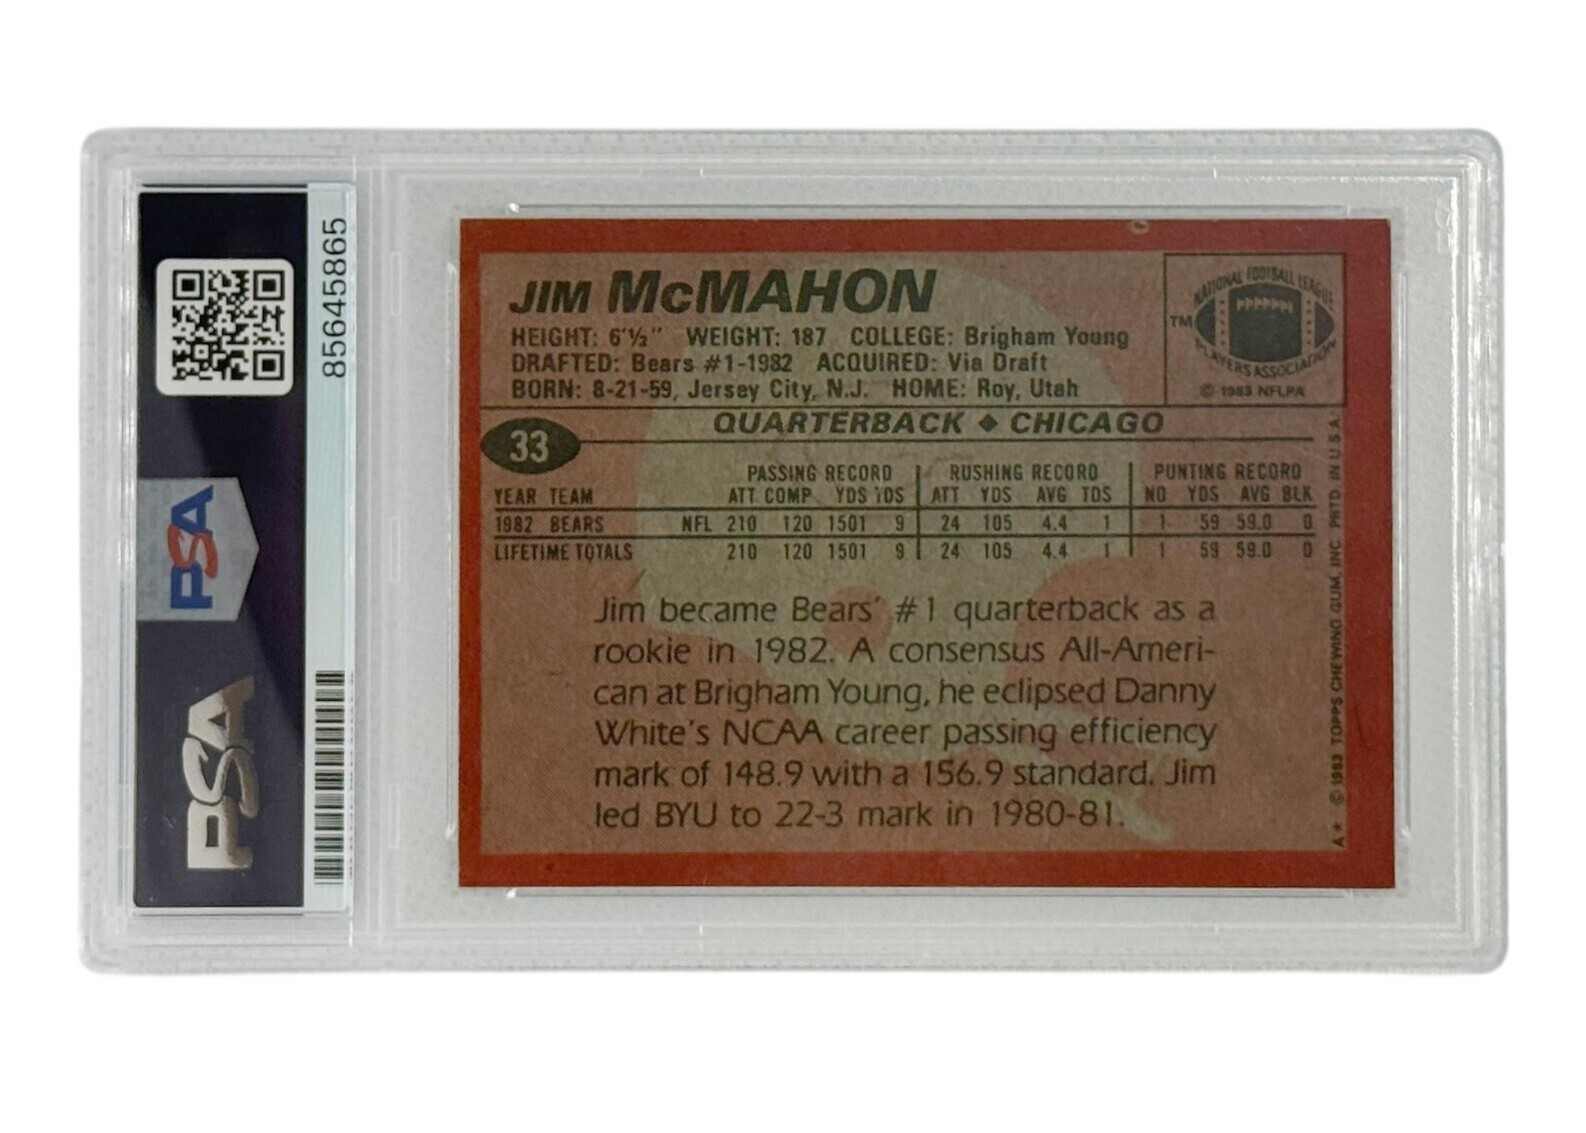 85645865
PSA
PSA
JIM McMAHON
HEIGHT: 6'½" WEIGHT: 187 COLLEGE: Brigham Young
DRAFTED: Bears #1-1982 ACQUIRED: Via Draft
BORN: 8-21-59, Jersey City, N.J. HOME: Roy, Utah
NATIONAL FOOTBALL LEAGUE
TM
PLAYERS ASSOCIATION
© 1983 NFLPA
QUARTERBACK ◆ CHICAGO
33
PASSING RECORD RUSHING RECORD PUNTING RECORD
YEAR TEAM ATT COMP YDS TDS ATT YDS AVG TDS NO YDS AVG BLK
1982 BEARS NFL 210 120 1501 9 24 105 4.4 1 1 59 59.0 0
LIFETIME TOTALS 210 120 1501 9 24 105 4.4 1 1 59 59.0 0
Jim became Bears' #1 quarterback as a
rookie in 1982. A consensus All-Ameri-
can at Brigham Young, he eclipsed Danny
White's NCAA career passing efficiency
mark of 148.9 with a 156.9 standard. Jim
led BYU to 22-3 mark in 1980-81.
A* © 1983 TOPPS CHEWING GUM, INC PRTD IN U.S.A.